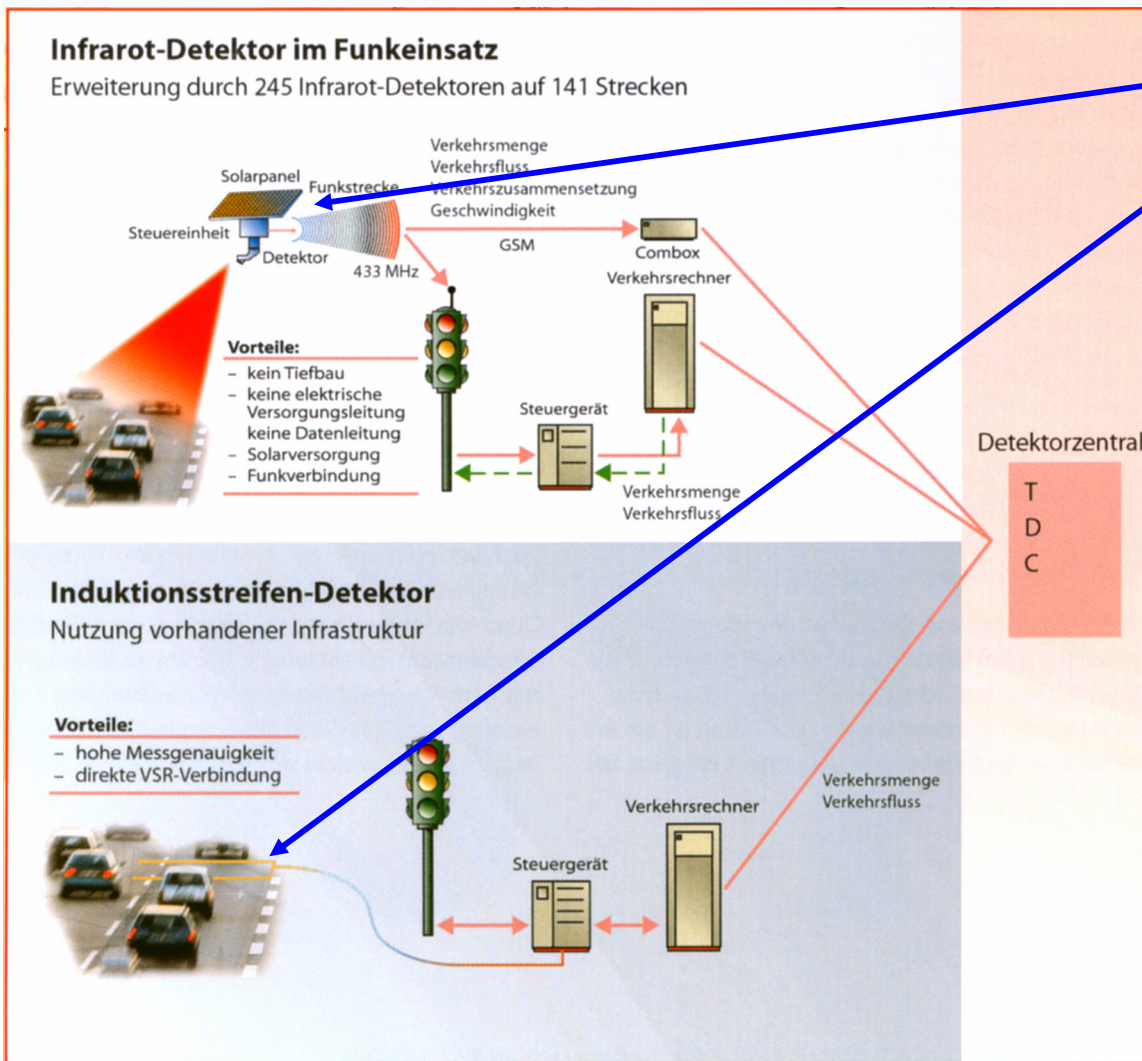 Infrarot-Detektor im Funkeinsatz
Erweiterung durch 245 Infrarot-Detektoren auf 141 Strecken
Verkehrsmenge
Verkehrsfluss
Verkehrszusammensetzung
Geschwindigkeit
Solarpanel
Funkstrecke
Steuereinheit
Detektor
433 MHz
GSM
Combox
Verkehrsrechner
Vorteile:
– kein Tiefbau
– keine elektrische
Versorgungsleitung
keine Datenleitung
– Solarversorgung
– Funkverbindung
Steuergerät
Verkehrsmenge
Verkehrsfluss
Detektorzentral
T
D
C
Induktionsstreifen-Detektor
Nutzung vorhandener Infrastruktur
Vorteile:
– hohe Messgenauigkeit
– direkte VSR-Verbindung
Verkehrsmenge
Verkehrsfluss
Verkehrsrechner
Steuergerät